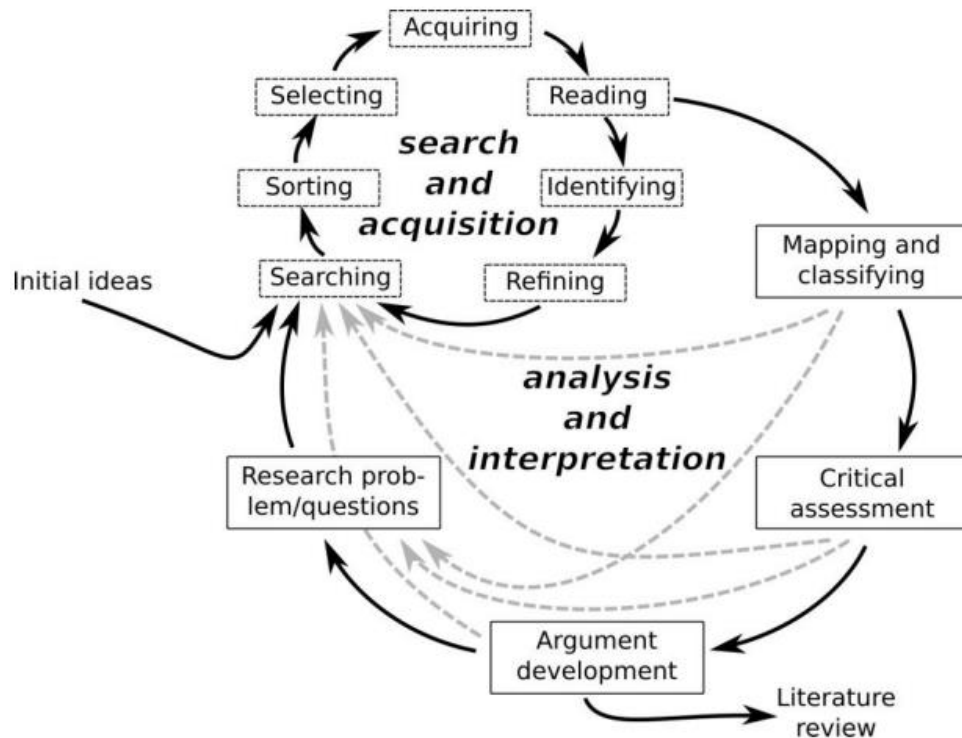 Acquiring
Selecting
Reading
search
and
acquisition
Sorting
Identifying
Searching
Refining
Initial ideas
Mapping and
classifying
analysis
and
interpretation
Research prob-
lem/questions
Critical
assessment
Argument
development
Literature
review